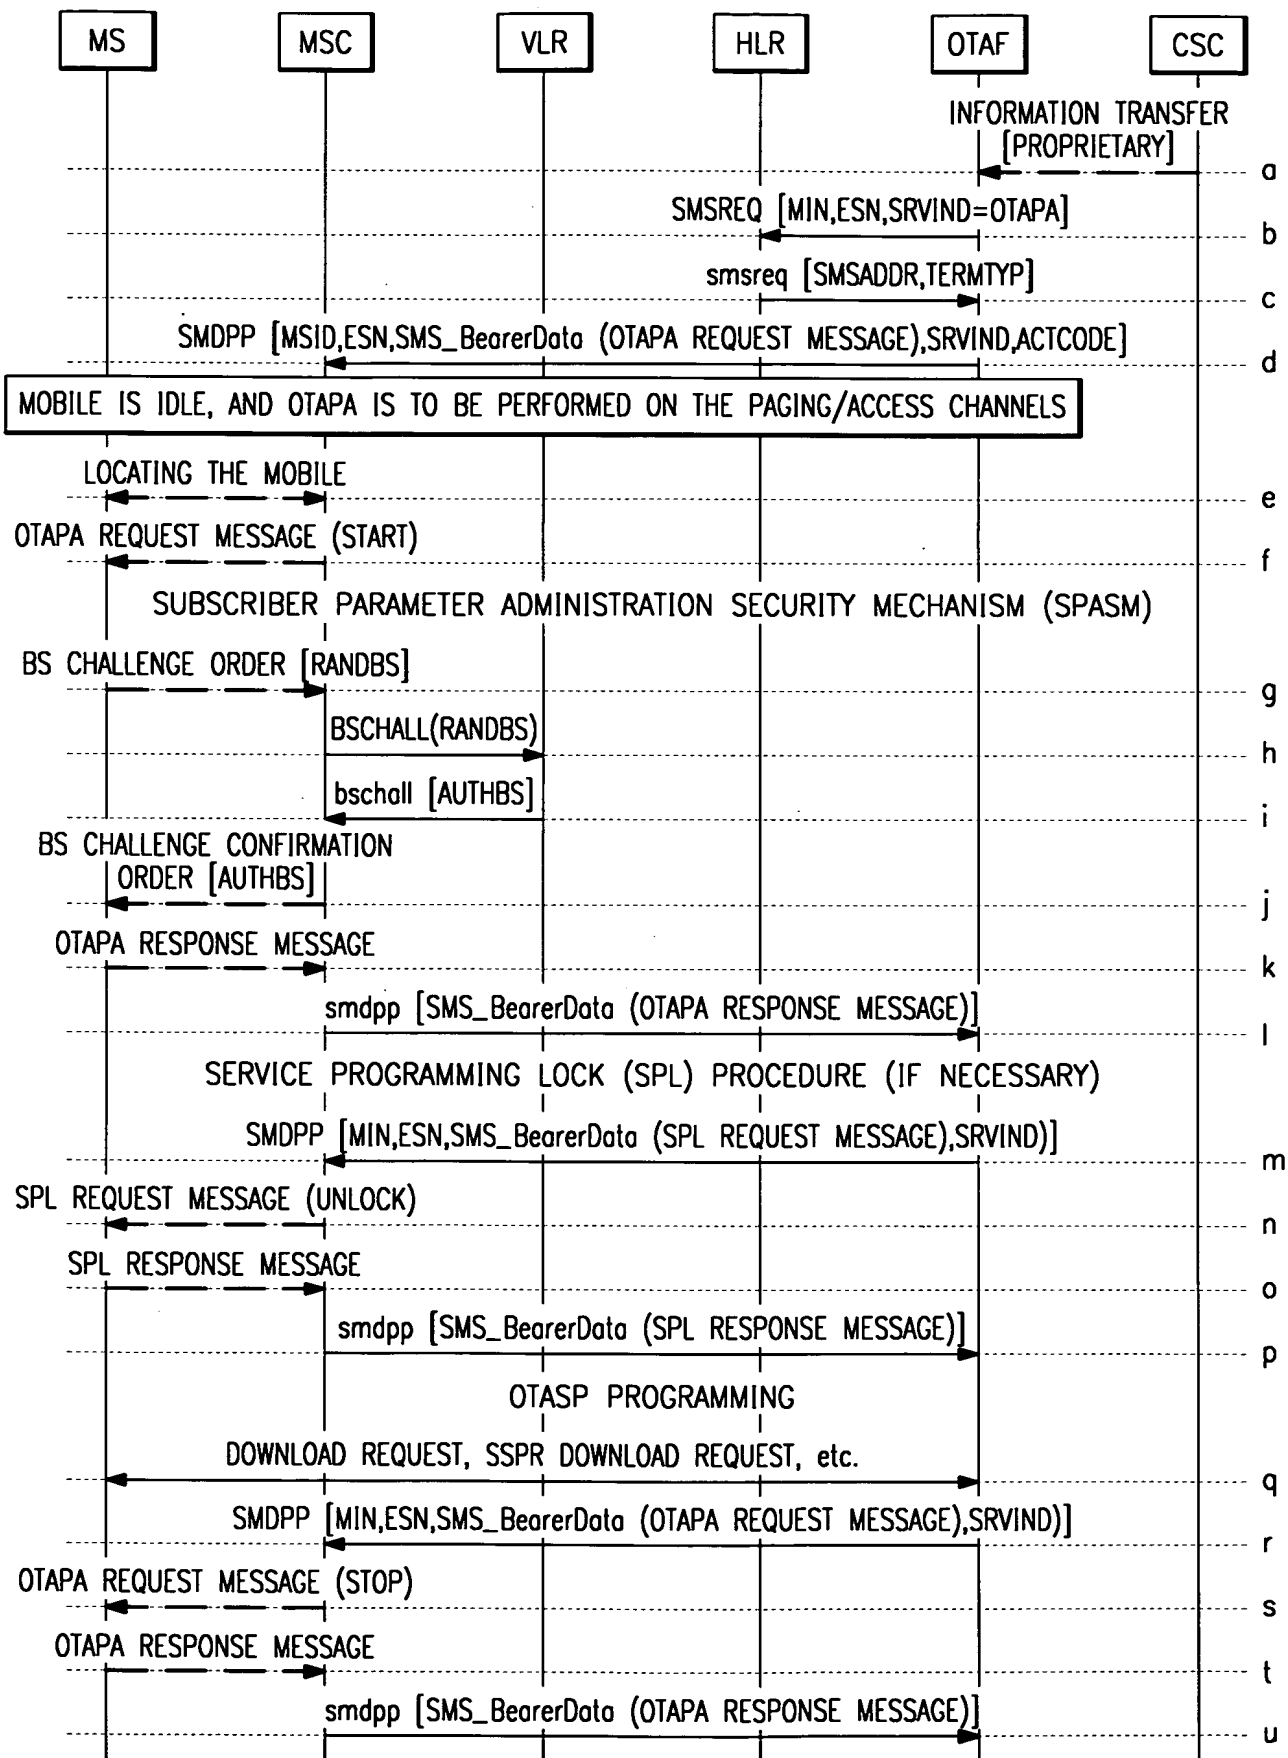 MS MSC VLR HLR OTAF CSC
INFORMATION TRANSFER
[PROPRIETARY]
a
SMSREQ [MIN,ESN,SRVIND=OTAPA]
b
smsreq [SMSADDR,TERMTYP]
c
SMDPP [MSID,ESN,SMS_BearerData (OTAPA REQUEST MESSAGE),SRVIND,ACTCODE]
d
MOBILE IS IDLE, AND OTAPA IS TO BE PERFORMED ON THE PAGING/ACCESS CHANNELS
LOCATING THE MOBILE
e
OTAPA REQUEST MESSAGE (START)
f
SUBSCRIBER PARAMETER ADMINISTRATION SECURITY MECHANISM (SPASM)
BS CHALLENGE ORDER [RANDBS]
g
BSCHALL(RANDBS)
h
bschall [AUTHBS]
i
BS CHALLENGE CONFIRMATION
ORDER [AUTHBS]
j
OTAPA RESPONSE MESSAGE
k
smdpp [SMS_BearerData (OTAPA RESPONSE MESSAGE)]
l
SERVICE PROGRAMMING LOCK (SPL) PROCEDURE (IF NECESSARY)
SMDPP [MIN,ESN,SMS_BearerData (SPL REQUEST MESSAGE),SRVIND)]
m
SPL REQUEST MESSAGE (UNLOCK)
n
SPL RESPONSE MESSAGE
o
smdpp [SMS_BearerData (SPL RESPONSE MESSAGE)]
p
OTASP PROGRAMMING
DOWNLOAD REQUEST, SSPR DOWNLOAD REQUEST, etc.
q
SMDPP [MIN,ESN,SMS_BearerData (OTAPA REQUEST MESSAGE),SRVIND)]
r
OTAPA REQUEST MESSAGE (STOP)
s
OTAPA RESPONSE MESSAGE
t
smdpp [SMS_BearerData (OTAPA RESPONSE MESSAGE)]
u